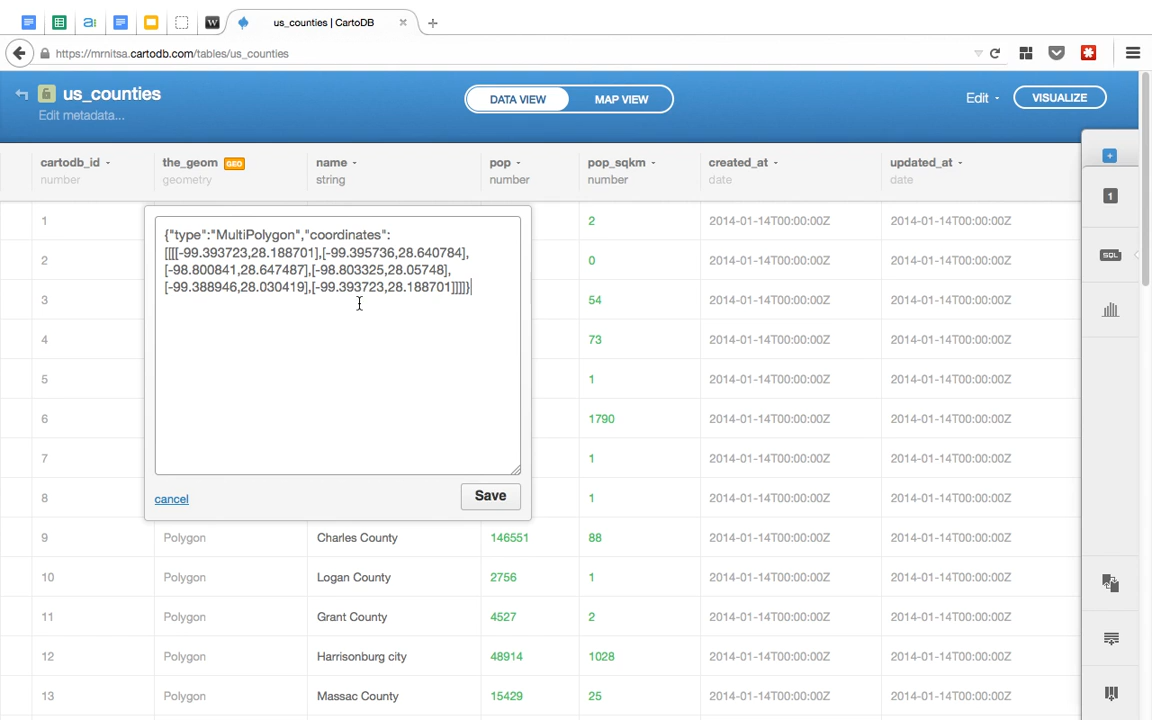 us_counties | CartoDB
https://mrnitsa.cartodb.com/tables/us_counties
us_counties
Edit metadata...
DATA VIEW
MAP VIEW
Edit
VISUALIZE
cartodb_id
number
the_geom GEO
geometry
name
string
pop
number
pop_sqkm
number
created_at
date
updated_at
date
1
SQL
{"type":"MultiPolygon","coordinates":
[[[[-99.393723,28.188701],[-99.395736,28.640784],
[-98.800841,28.647487],[-98.803325,28.05748],
[-99.388946,28.030419],[-99.393723,28.188701]]]]}
cancel
Save
1 2 2014-01-14T00:00:00Z 2014-01-14T00:00:00Z
2 0 2014-01-14T00:00:00Z 2014-01-14T00:00:00Z
3 54 2014-01-14T00:00:00Z 2014-01-14T00:00:00Z
4 73 2014-01-14T00:00:00Z 2014-01-14T00:00:00Z
5 1 2014-01-14T00:00:00Z 2014-01-14T00:00:00Z
6 1790 2014-01-14T00:00:00Z 2014-01-14T00:00:00Z
7 1 2014-01-14T00:00:00Z 2014-01-14T00:00:00Z
8 1 2014-01-14T00:00:00Z 2014-01-14T00:00:00Z
9 Polygon Charles County 146551 88 2014-01-14T00:00:00Z 2014-01-14T00:00:00Z
10 Polygon Logan County 2756 1 2014-01-14T00:00:00Z 2014-01-14T00:00:00Z
11 Polygon Grant County 4527 2 2014-01-14T00:00:00Z 2014-01-14T00:00:00Z
12 Polygon Harrisonburg city 48914 1028 2014-01-14T00:00:00Z 2014-01-14T00:00:00Z
13 Polygon Massac County 15429 25 2014-01-14T00:00:00Z 2014-01-14T00:00:00Z